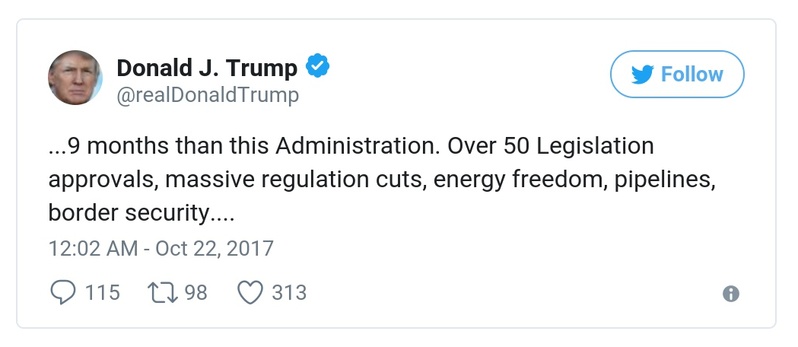 Donald J. Trump
@realDonaldTrump
Follow
...9 months than this Administration. Over 50 Legislation
approvals, massive regulation cuts, energy freedom, pipelines,
border security....
12:02 AM - Oct 22, 2017
115 98 313